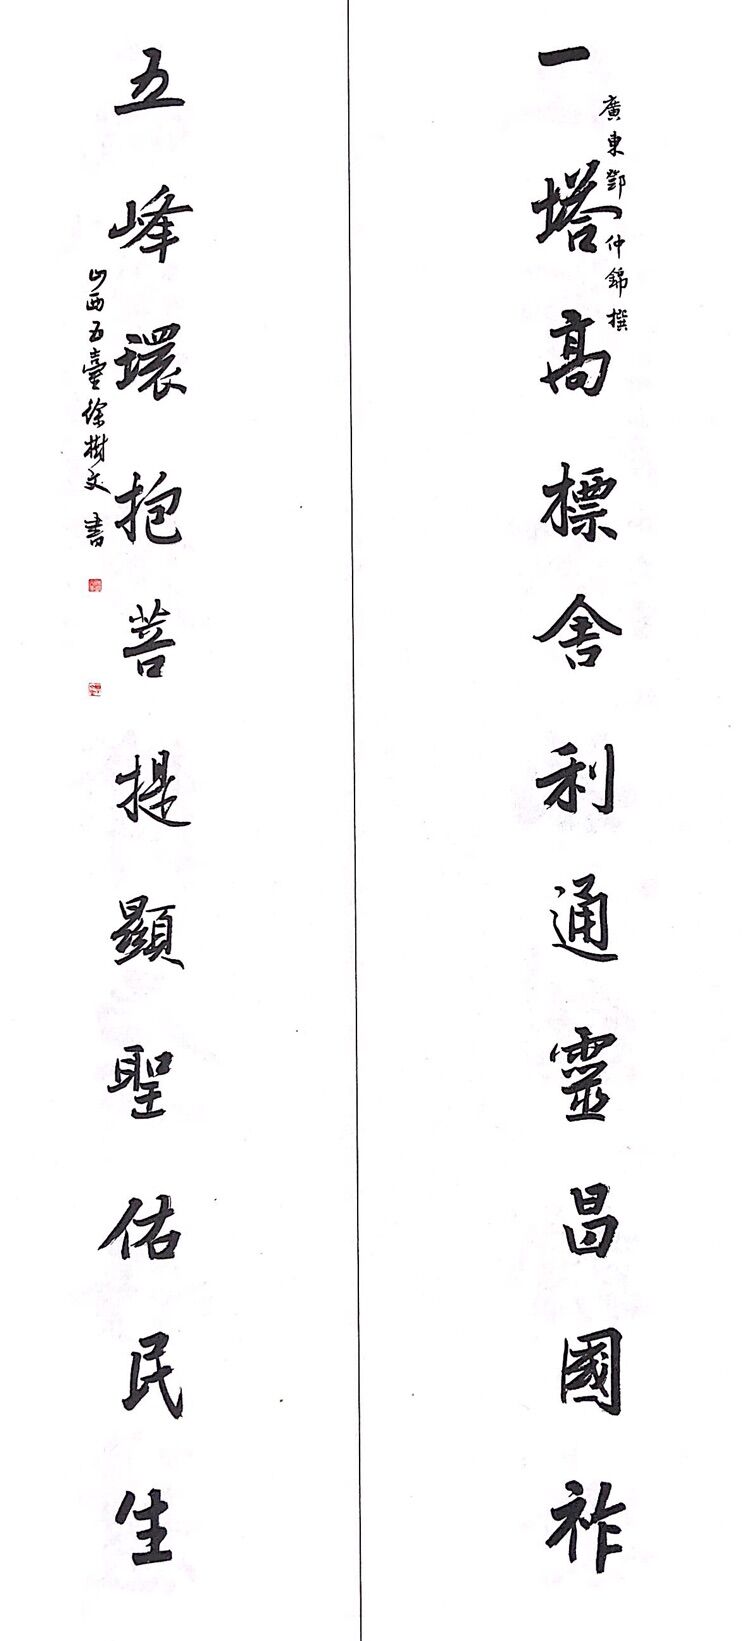 一塔高標舍利通靈昌國祚
廣東鄧仲錦撰
五峰環抱菩提顯聖佑民生
山西五臺徐樹文書